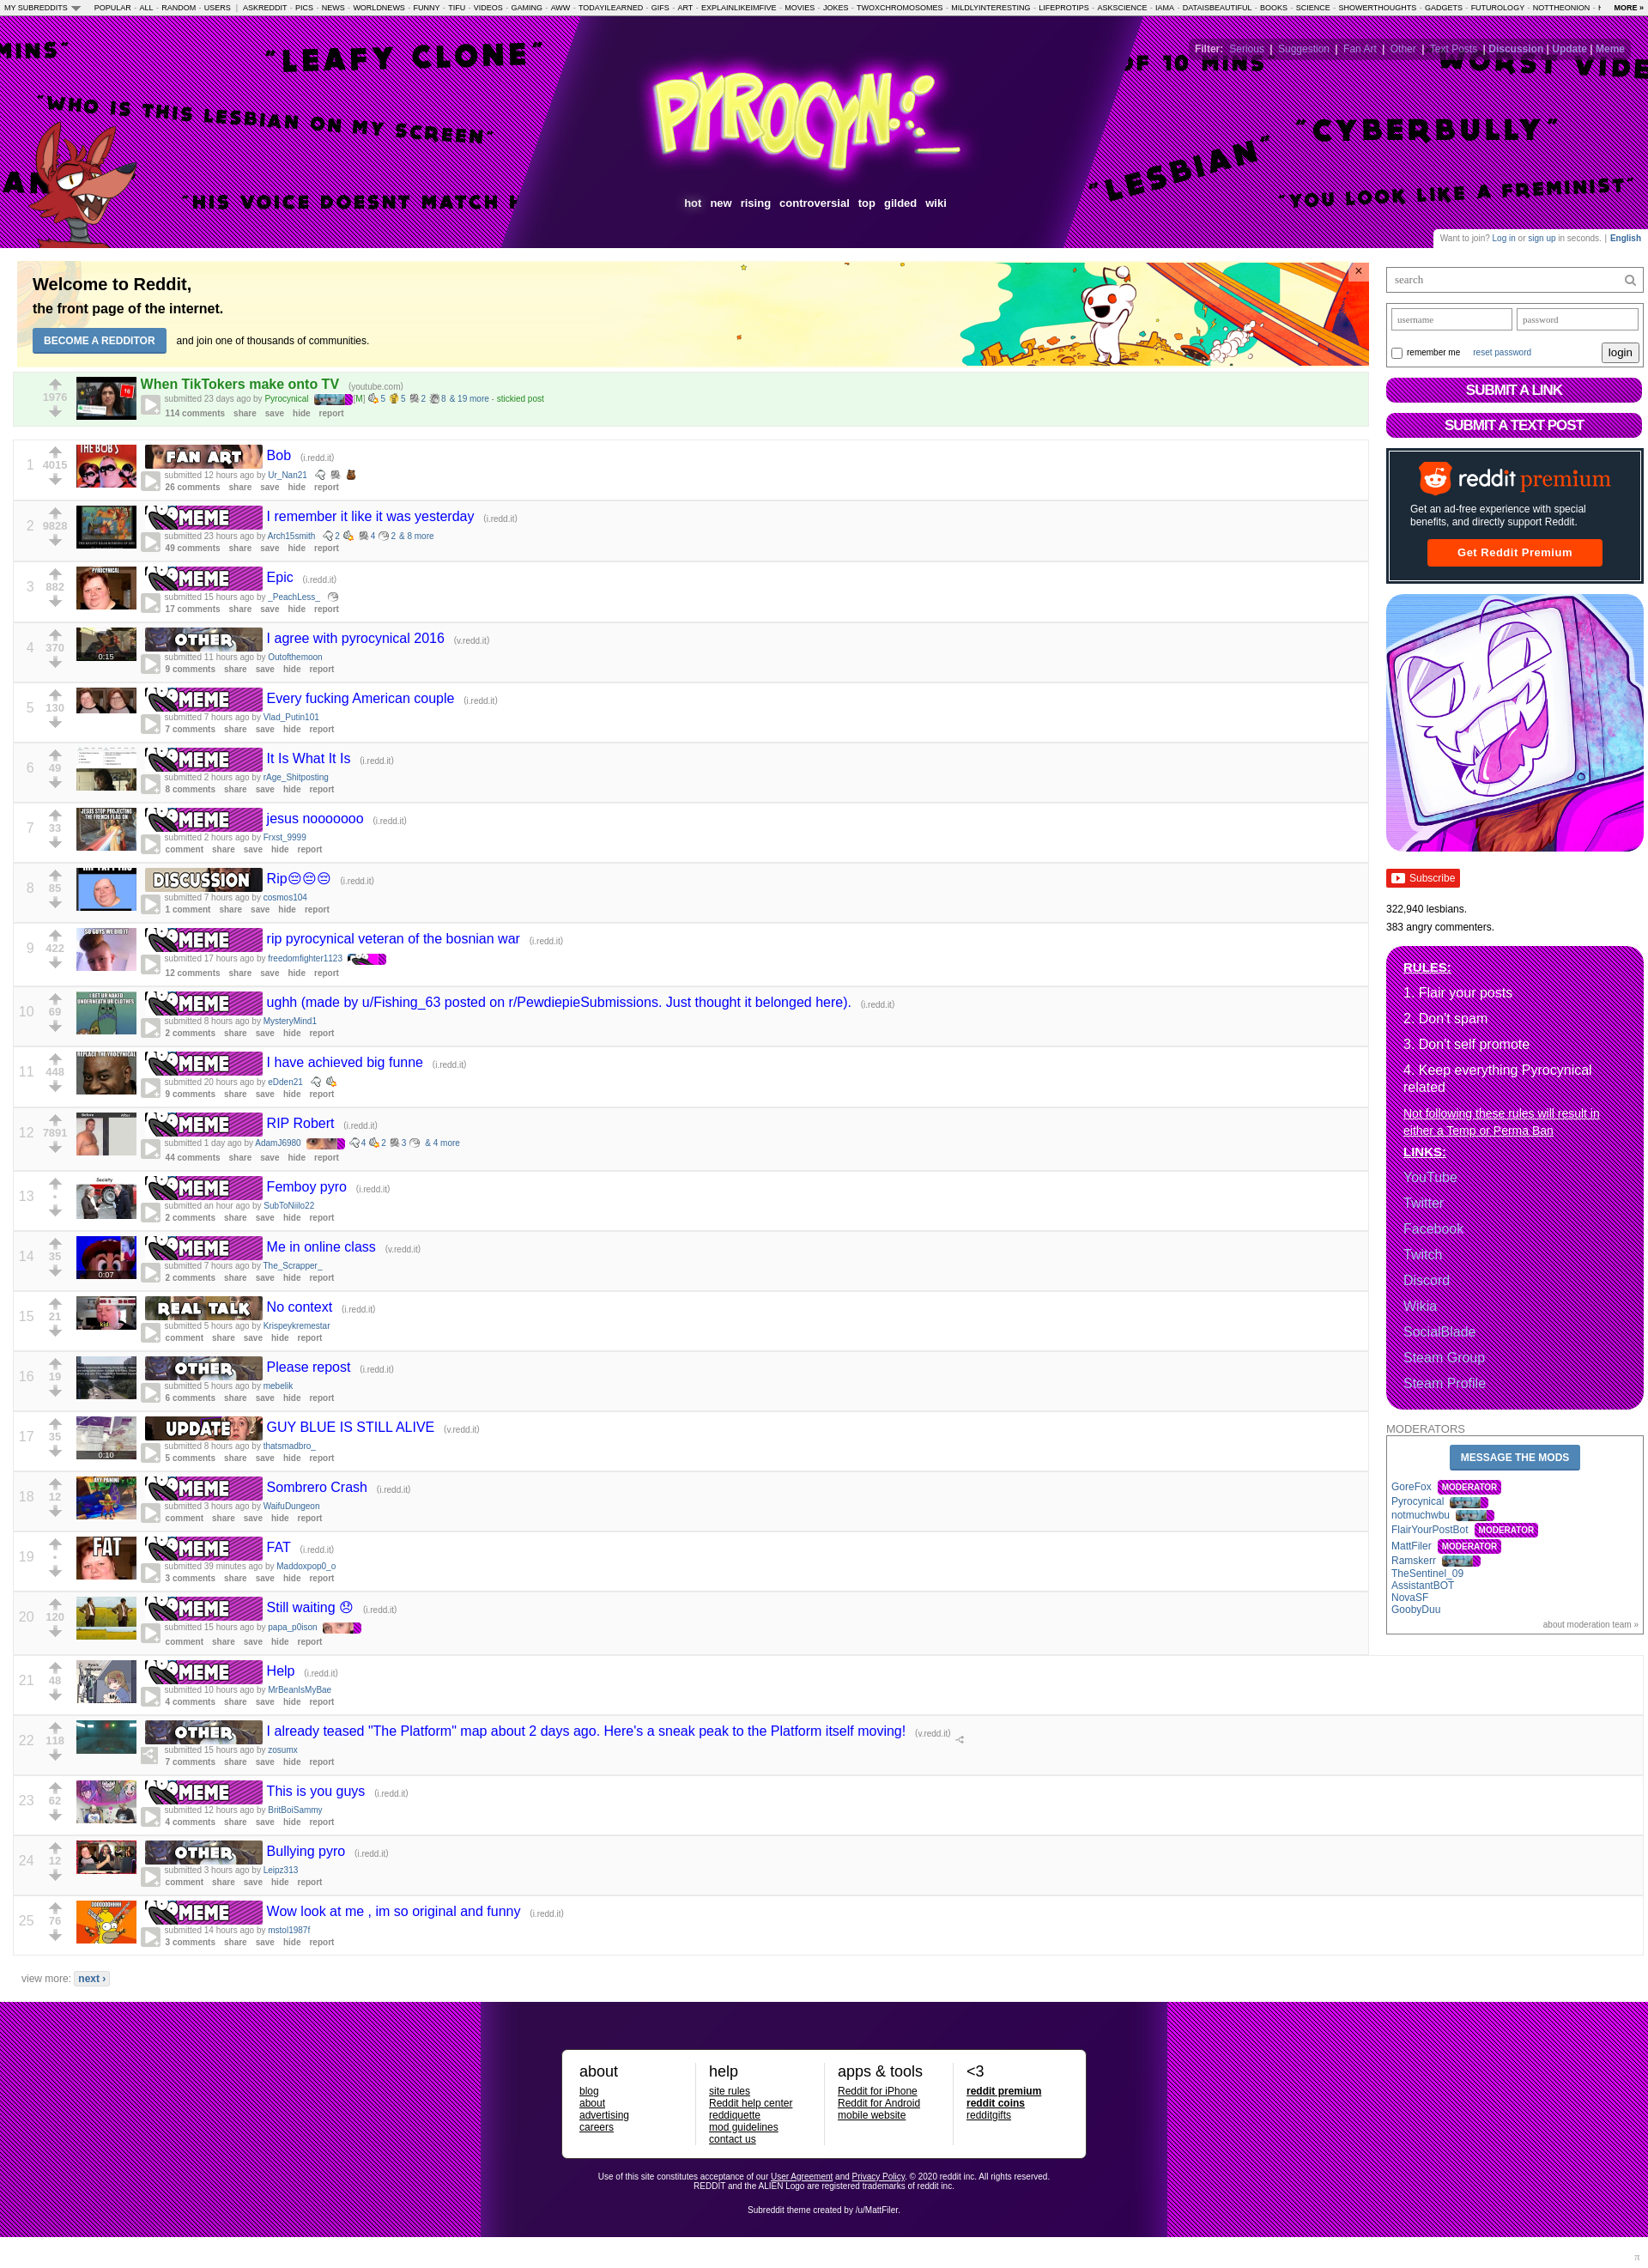 MY SUBREDDITS POPULAR - ALL - RANDOM - USERS | ASKREDDIT - PICS - NEWS - WORLDNEWS - FUNNY - TIFU - VIDEOS - GAMING - AWW - TODAYILEARNED - GIFS - ART - EXPLAINLIKEIMFIVE - MOVIES - JOKES - TWOXCHROMOSOMES - MILDLYINTERESTING - LIFEPROTIPS - ASKSCIENCE - IAMA - DATAISBEAUTIFUL - BOOKS - SCIENCE - SHOWERTHOUGHTS - GADGETS - FUTUROLOGY - NOTTHEONION - MORE »
Filter: Serious | Suggestion | Fan Art | Other | Text Posts | Discussion | Update | Meme
MINS"
"LEAFY CLONE"
OF 10 MINS
WORST VIDE
"WHO IS THIS LESBIAN ON MY SCREEN"
"CYBERBULLY"
"LESBIAN"
"HIS VOICE DOESNT MATCH H
"YOU LOOK LIKE A FREMINIST"
PYROCYN
hot new rising controversial top gilded wiki
Want to join? Log in or sign up in seconds. | English
Welcome to Reddit,
the front page of the internet.
BECOME A REDDITOR and join one of thousands of communities.
×
When TikTokers make onto TV (youtube.com)
1976
submitted 23 days ago by Pyrocynical [M] 5 5 2 8 & 19 more - stickied post
114 comments share save hide report
1 4015 THE BOB'S FAN ART Bob (i.redd.it)
submitted 12 hours ago by Ur_Nan21
26 comments share save hide report
2 9828 MEME I remember it like it was yesterday (i.redd.it)
submitted 23 hours ago by Arch15smith 2 4 2 & 8 more
49 comments share save hide report
3 882 PYROCYNICAL MEME Epic (i.redd.it)
submitted 15 hours ago by _PeachLess_
17 comments share save hide report
4 370 0:15 OTHER I agree with pyrocynical 2016 (v.redd.it)
submitted 11 hours ago by Outofthemoon
9 comments share save hide report
5 130 MEME Every fucking American couple (i.redd.it)
submitted 7 hours ago by Vlad_Putin101
7 comments share save hide report
6 49 MEME It Is What It Is (i.redd.it)
submitted 2 hours ago by rAge_Shitposting
8 comments share save hide report
7 33 JESUS STOP PROJECTING THE FRENCH FLAG ON MEME jesus nooooooo (i.redd.it)
submitted 2 hours ago by Frxst_9999
comment share save hide report
8 85 DISCUSSION Rip😔😔😔 (i.redd.it)
submitted 7 hours ago by cosmos104
1 comment share save hide report
9 422 SO GUYS WE DID IT MEME rip pyrocynical veteran of the bosnian war (i.redd.it)
submitted 17 hours ago by freedomfighter1123
12 comments share save hide report
10 69 I GET UR NAKED UNDERNEATH UR CLOTHES MEME ughh (made by u/Fishing_63 posted on r/PewdiepieSubmissions. Just thought it belonged here). (i.redd.it)
submitted 8 hours ago by MysteryMind1
2 comments share save hide report
11 448 REPLACE THE PYROCYNICAL MEME I have achieved big funne (i.redd.it)
submitted 20 hours ago by eDden21
9 comments share save hide report
12 7891 MEME RIP Robert (i.redd.it)
submitted 1 day ago by AdamJ6980 4 2 3 & 4 more
44 comments share save hide report
13 • Society MEME Femboy pyro (i.redd.it)
submitted an hour ago by SubToNiilo22
2 comments share save hide report
14 35 0:07 MEME Me in online class (v.redd.it)
submitted 7 hours ago by The_Scrapper_
2 comments share save hide report
15 21 REAL TALK No context (i.redd.it)
submitted 5 hours ago by Krispeykremestar
comment share save hide report
16 19 OTHER Please repost (i.redd.it)
submitted 5 hours ago by mebelik
6 comments share save hide report
17 35 0:10 UPDATE GUY BLUE IS STILL ALIVE (v.redd.it)
submitted 8 hours ago by thatsmadbro_
5 comments share save hide report
18 12 MEME Sombrero Crash (i.redd.it)
submitted 3 hours ago by WaifuDungeon
comment share save hide report
19 • FAT MEME FAT (i.redd.it)
submitted 39 minutes ago by Maddoxpop0_o
3 comments share save hide report
20 120 MEME Still waiting 😞 (i.redd.it)
submitted 15 hours ago by papa_p0ison
comment share save hide report
21 48 MEME Help (i.redd.it)
submitted 10 hours ago by MrBeanIsMyBae
4 comments share save hide report
22 118 OTHER I already teased "The Platform" map about 2 days ago. Here's a sneak peak to the Platform itself moving! (v.redd.it)
submitted 15 hours ago by zosumx
7 comments share save hide report
23 62 MEME This is you guys (i.redd.it)
submitted 12 hours ago by BritBoiSammy
4 comments share save hide report
24 12 OTHER Bullying pyro (i.redd.it)
submitted 3 hours ago by Leipz313
comment share save hide report
25 76 MEME Wow look at me , im so original and funny (i.redd.it)
submitted 14 hours ago by mstol1987f
3 comments share save hide report
view more: next ›
search
username password
remember me reset password login
SUBMIT A LINK
SUBMIT A TEXT POST
reddit premium
Get an ad-free experience with special
benefits, and directly support Reddit.
Get Reddit Premium
Subscribe
322,940 lesbians.
383 angry commenters.
RULES:
1. Flair your posts
2. Don't spam
3. Don't self promote
4. Keep everything Pyrocynical
related
Not following these rules will result in
either a Temp or Perma Ban
LINKS:
YouTube
Twitter
Facebook
Twitch
Discord
Wikia
SocialBlade
Steam Group
Steam Profile
MODERATORS
MESSAGE THE MODS
GoreFox MODERATOR
Pyrocynical
notmuchwbu
FlairYourPostBot MODERATOR
MattFiler MODERATOR
Ramskerr
TheSentinel_09
AssistantBOT
NovaSF
GoobyDuu
about moderation team »
about
blog
about
advertising
careers
help
site rules
Reddit help center
reddiquette
mod guidelines
contact us
apps & tools
Reddit for iPhone
Reddit for Android
mobile website
<3
reddit premium
reddit coins
redditgifts
Use of this site constitutes acceptance of our User Agreement and Privacy Policy. © 2020 reddit inc. All rights reserved.
REDDIT and the ALIEN Logo are registered trademarks of reddit inc.
Subreddit theme created by /u/MattFiler.
π